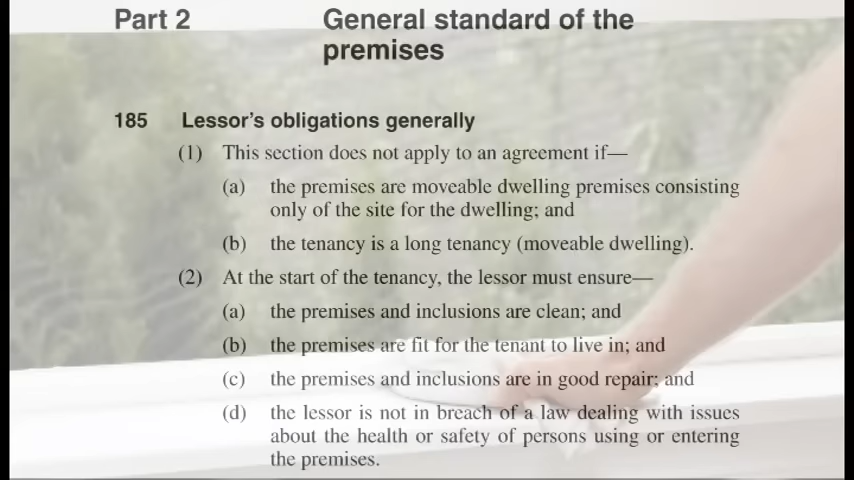 Part 2 General standard of the
premises
185 Lessor's obligations generally
(1) This section does not apply to an agreement if—
(a) the premises are moveable dwelling premises consisting
only of the site for the dwelling; and
(b) the tenancy is a long tenancy (moveable dwelling).
(2) At the start of the tenancy, the lessor must ensure—
(a) the premises and inclusions are clean; and
(b) the premises are fit for the tenant to live in; and
(c) the premises and inclusions are in good repair; and
(d) the lessor is not in breach of a law dealing with issues
about the health or safety of persons using or entering
the premises.